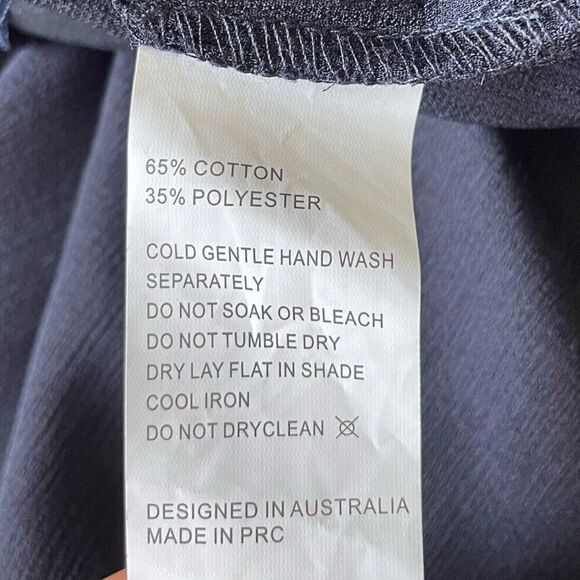 65% COTTON
35% POLYESTER
COLD GENTLE HAND WASH
SEPARATELY
DO NOT SOAK OR BLEACH
DO NOT TUMBLE DRY
DRY LAY FLAT IN SHADE
COOL IRON
DO NOT DRYCLEAN
DESIGNED IN AUSTRALIA
MADE IN PRC